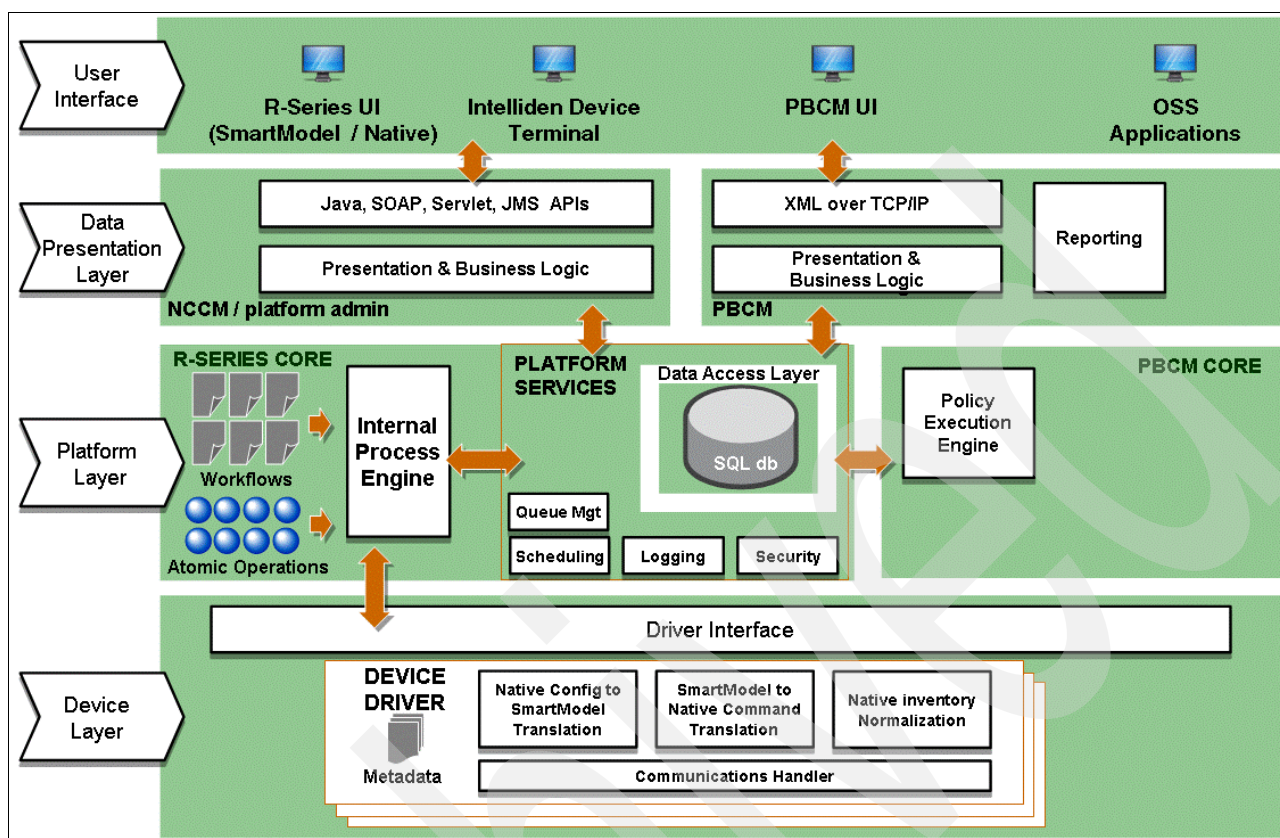 User
Interface
R-Series UI
(SmartModel / Native)
Intelliden Device
Terminal
PBCM UI
OSS
Applications
Data
Presentation
Layer
Java, SOAP, Servlet, JMS APIs
Presentation & Business Logic
NCCM / platform admin
XML over TCP/IP
Presentation &
Business Logic
PBCM
Reporting
Platform
Layer
R-SERIES CORE
Workflows
Atomic Operations
Internal
Process
Engine
PLATFORM
SERVICES
Data Access Layer
SQL db
Queue Mgt
Scheduling
Logging
Security
PBCM CORE
Policy
Execution
Engine
Device
Layer
Driver Interface
DEVICE
DRIVER
Metadata
Native Config to
SmartModel
Translation
SmartModel to
Native Command
Translation
Native inventory
Normalization
Communications Handler